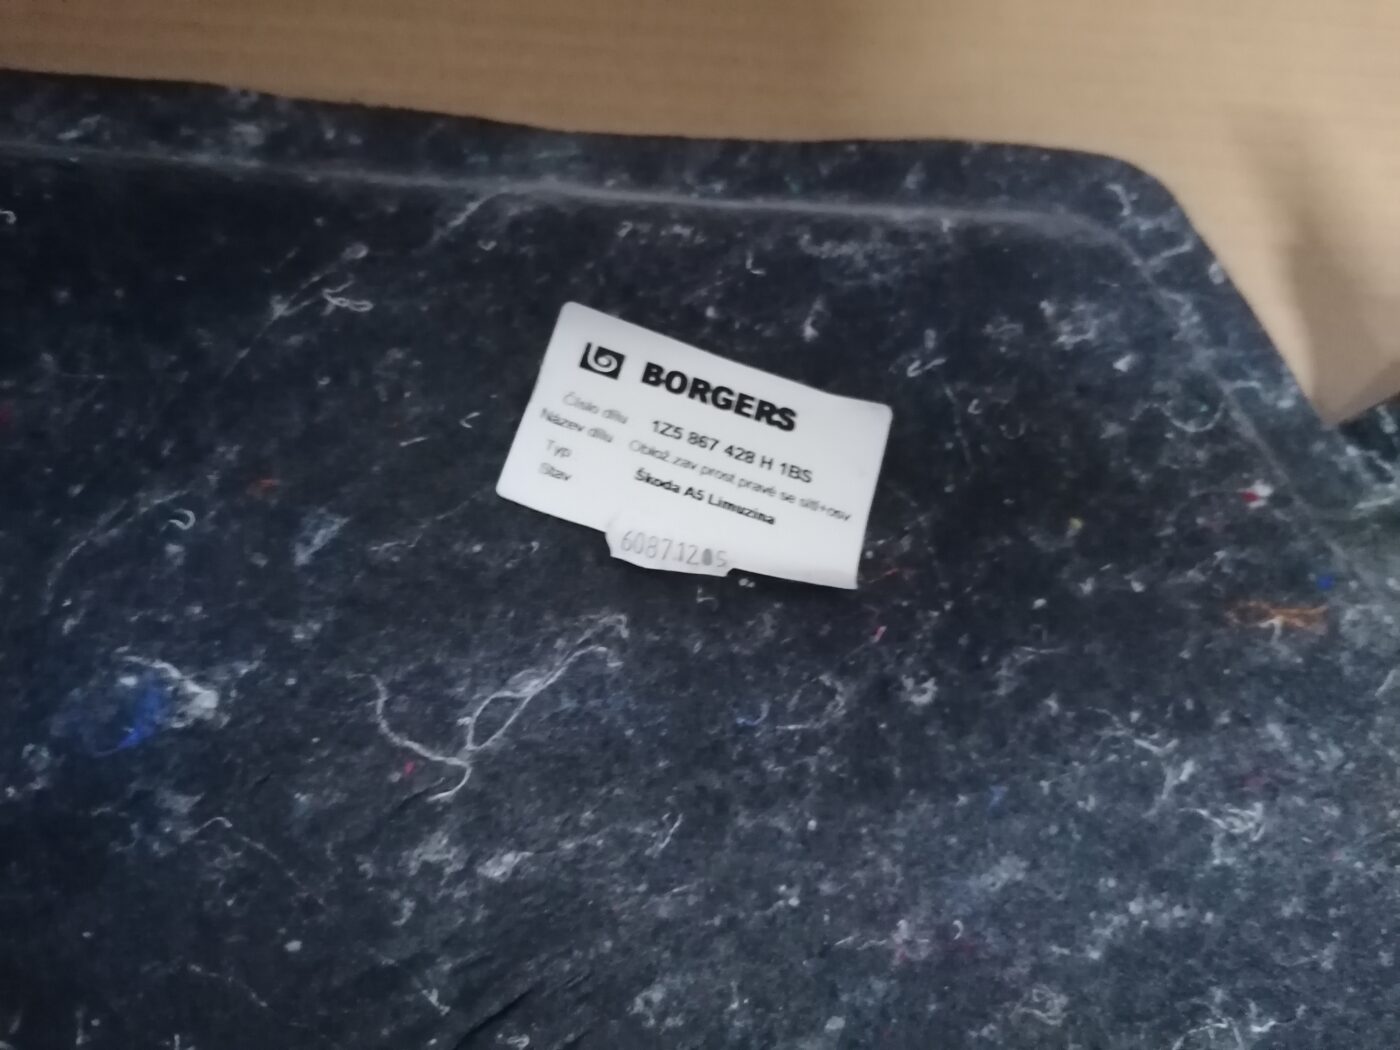 BORGERS
Číslo dílu 1Z5 867 428 H 1BS
Název dílu Oblož.zav prost.pravé se sítí+osv
Typ Škoda A5 Limuzína
Stav
60871205